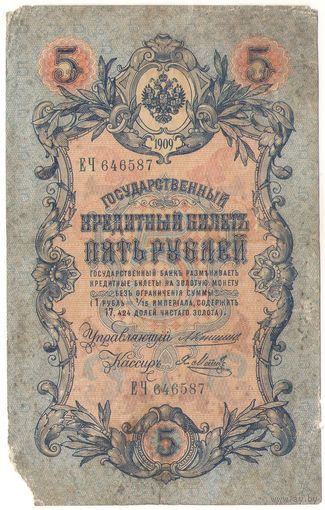 5 5
1909
ЕЧ 646587
ГОСУДАРСТВЕННЫЙ
КРЕДИТНЫЙ БИЛЕТЪ
ПЯТЬ РУБЛЕЙ
ГОСУДАРСТВЕННЫЙ БАНКЪ РАЗМѢНИВАЕТЪ
КРЕДИТНЫЕ БИЛЕТЫ НА ЗОЛОТУЮ МОНЕТУ
БЕЗЪ ОГРАНИЧЕНІЯ СУММЫ
(1 РУБЛЬ = 1/15 ИМПЕРІАЛА, СОДЕРЖИТЪ
17,424 ДОЛЕЙ ЧИСТАГО ЗОЛОТА).
Управляющій
Кассиръ
ЕЧ 646587
5